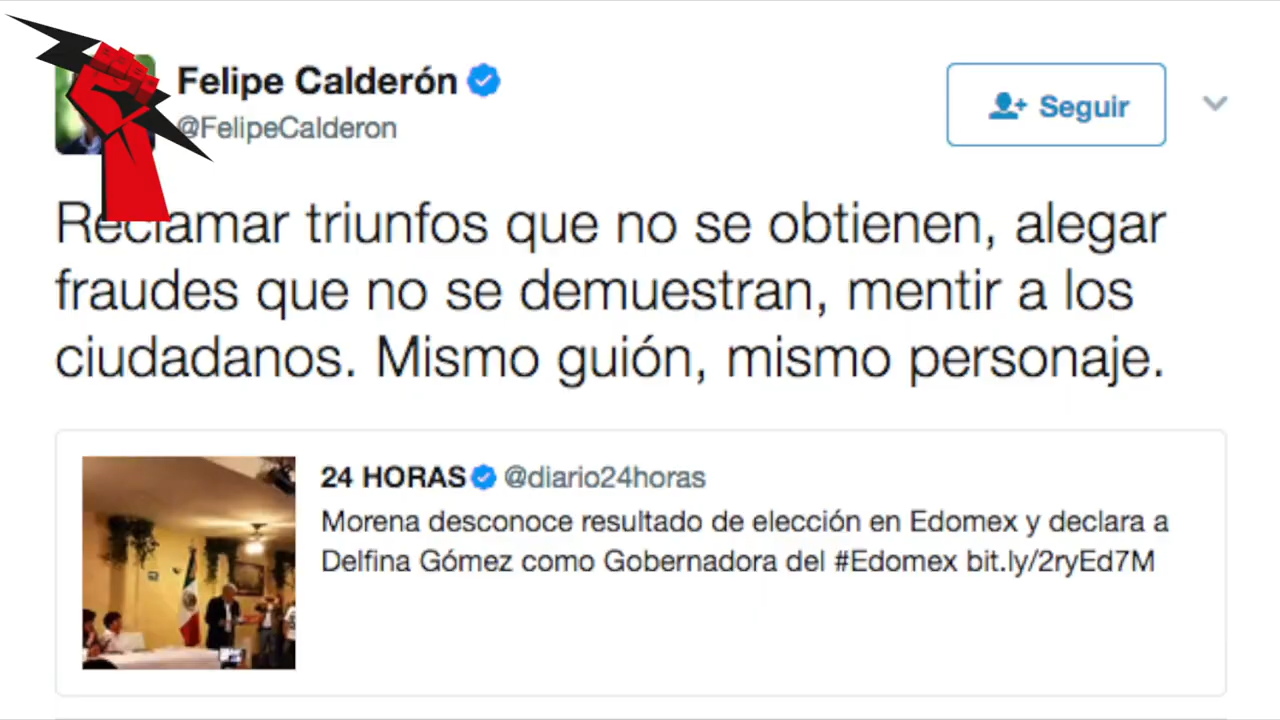 Felipe Calderón
@FelipeCalderon
Seguir
Reclamar triunfos que no se obtienen, alegar
fraudes que no se demuestran, mentir a los
ciudadanos. Mismo guión, mismo personaje.
24 HORAS @diario24horas
Morena desconoce resultado de elección en Edomex y declara a
Delfina Gómez como Gobernadora del #Edomex bit.ly/2ryEd7M